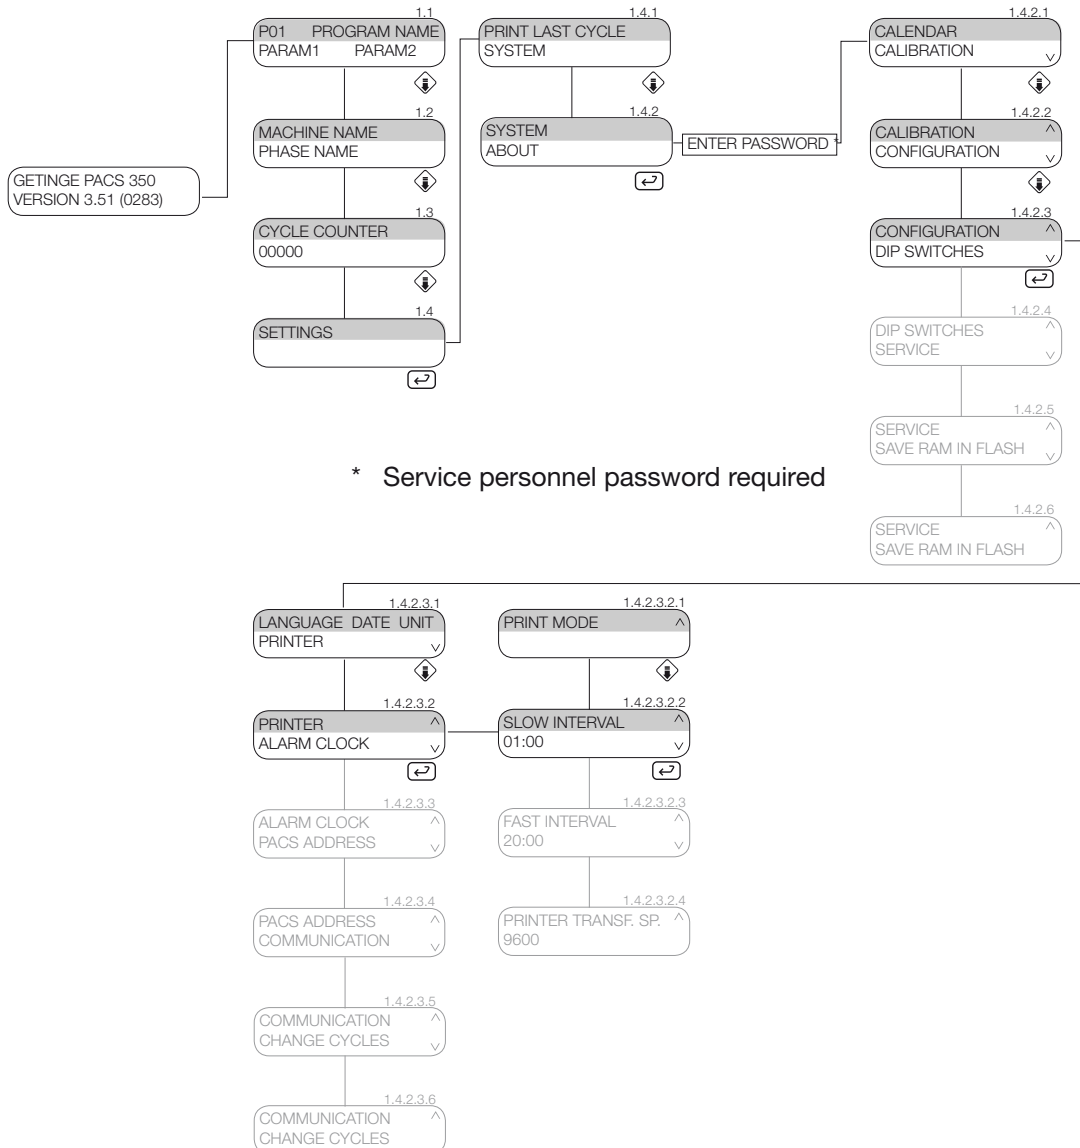 GETINGE PACS 350
VERSION 3.51 (0283)
1.1
P01 PROGRAM NAME
PARAM1 PARAM2
1.2
MACHINE NAME
PHASE NAME
1.3
CYCLE COUNTER
00000
1.4
SETTINGS
1.4.1
PRINT LAST CYCLE
SYSTEM
1.4.2
SYSTEM
ABOUT
ENTER PASSWORD *
1.4.2.1
CALENDAR
CALIBRATION
1.4.2.2
CALIBRATION
CONFIGURATION
1.4.2.3
CONFIGURATION
DIP SWITCHES
1.4.2.4
DIP SWITCHES
SERVICE
1.4.2.5
SERVICE
SAVE RAM IN FLASH
1.4.2.6
SERVICE
SAVE RAM IN FLASH
* Service personnel password required
1.4.2.3.1
LANGUAGE DATE UNIT
PRINTER
1.4.2.3.2
PRINTER
ALARM CLOCK
1.4.2.3.3
ALARM CLOCK
PACS ADDRESS
1.4.2.3.4
PACS ADDRESS
COMMUNICATION
1.4.2.3.5
COMMUNICATION
CHANGE CYCLES
1.4.2.3.6
COMMUNICATION
CHANGE CYCLES
1.4.2.3.2.1
PRINT MODE
1.4.2.3.2.2
SLOW INTERVAL
01:00
1.4.2.3.2.3
FAST INTERVAL
20:00
1.4.2.3.2.4
PRINTER TRANSF. SP.
9600